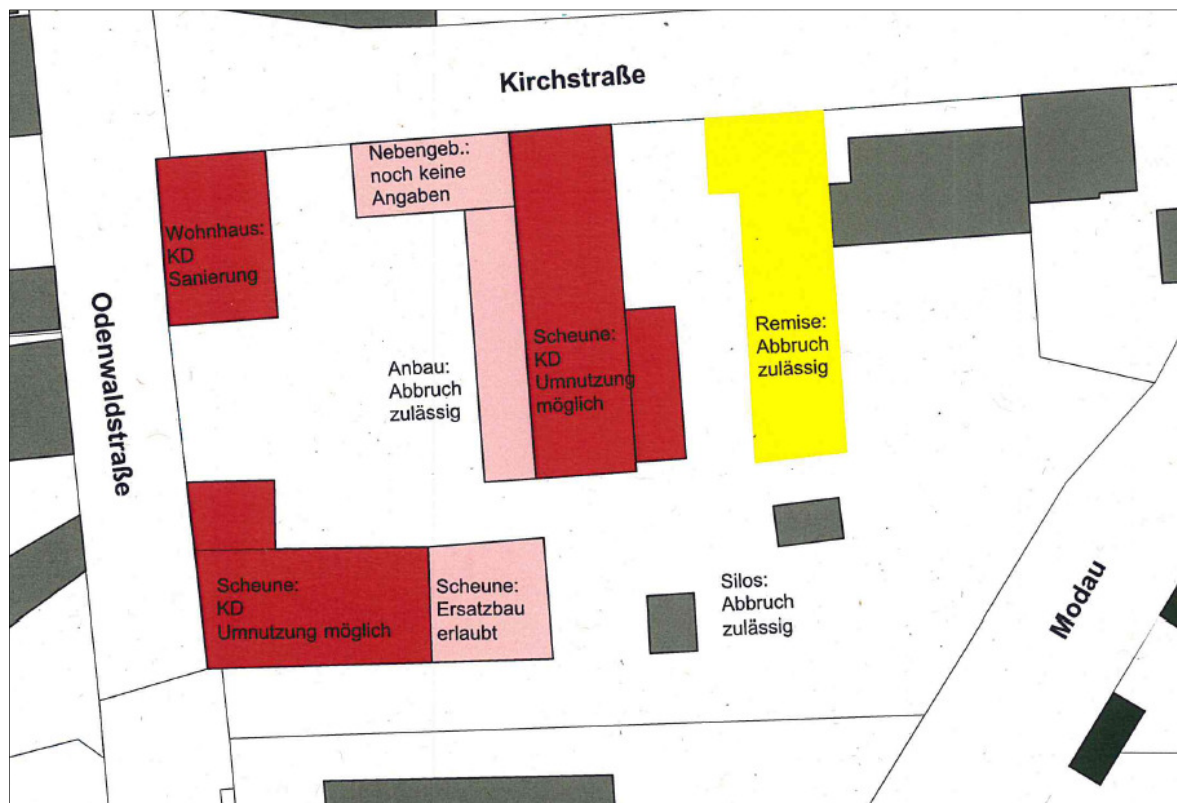 Kirchstraße
Nebengeb.:
noch keine
Angaben
Wohnhaus:
KD
Sanierung
Odenwaldstraße
Anbau:
Abbruch
zulässig
Scheune:
KD
Umnutzung
möglich
Remise:
Abbruch
zulässig
Scheune:
KD
Umnutzung möglich
Scheune:
Ersatzbau
erlaubt
Silos:
Abbruch
zulässig
Modau